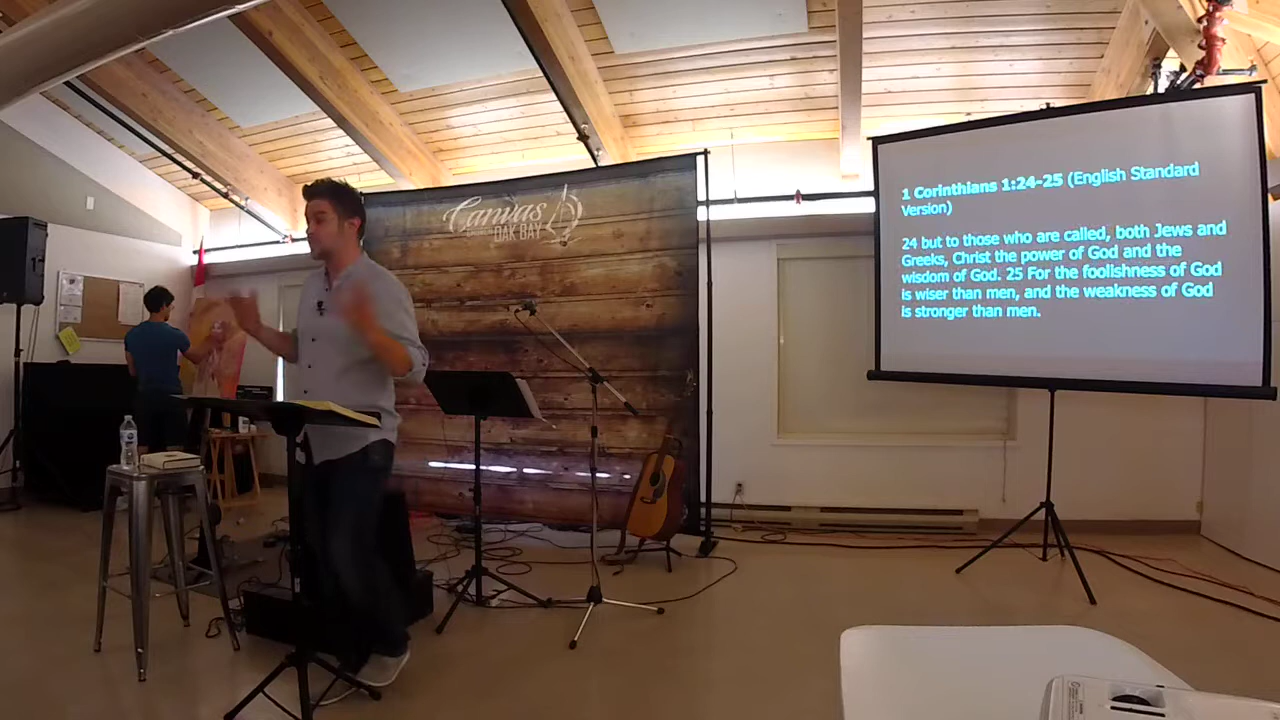 Canvas
OAK BAY
1 Corinthians 1:24-25 (English Standard
Version)
24 but to those who are called, both Jews and
Greeks, Christ the power of God and the
wisdom of God. 25 For the foolishness of God
is wiser than men, and the weakness of God
is stronger than men.